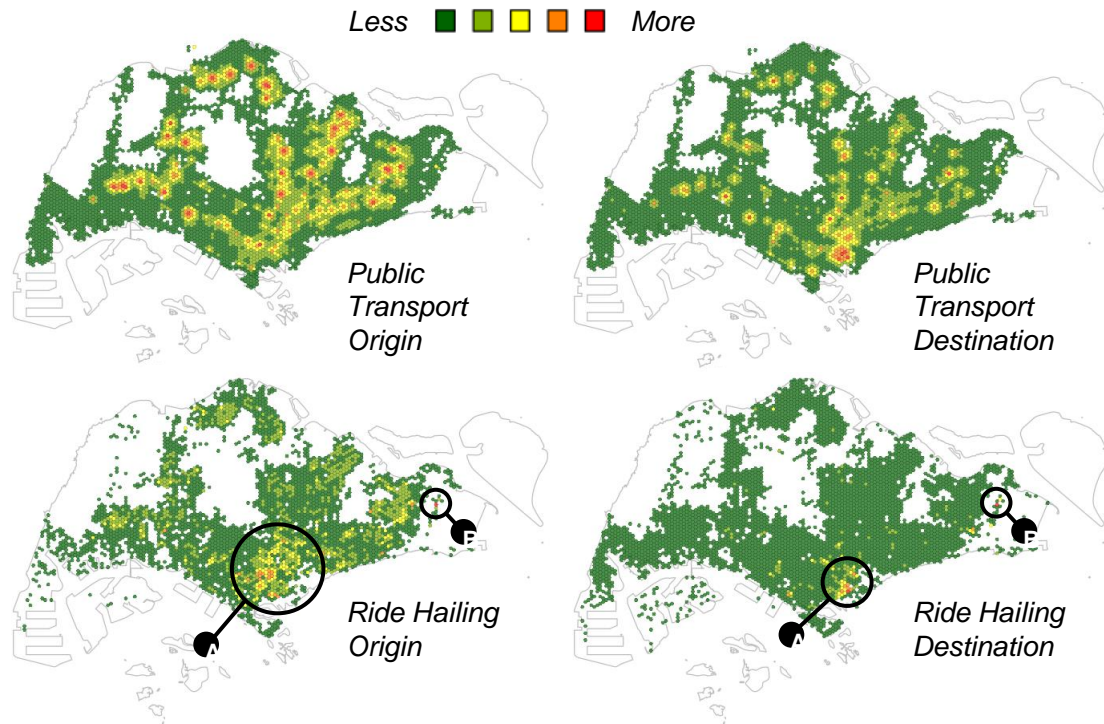 Less More
Public
Transport
Origin
Public
Transport
Destination
B
B
Ride Hailing
Origin
Ride Hailing
Destination
A
A